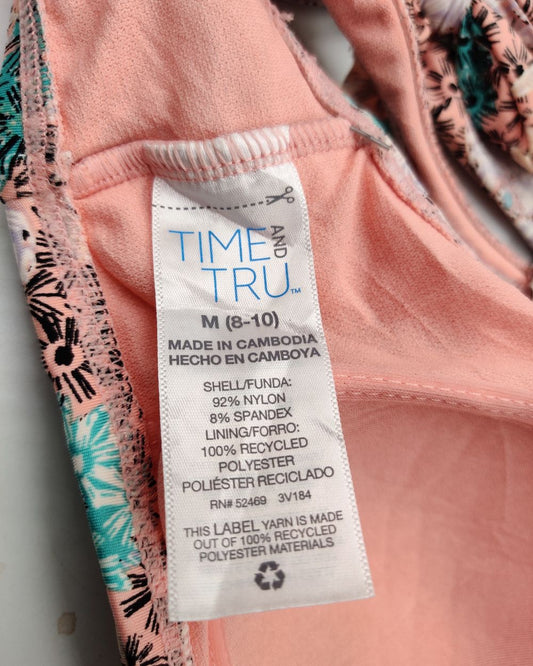 TIME AND
TRU™
M (8-10)
MADE IN CAMBODIA
HECHO EN CAMBOYA
SHELL/FUNDA:
92% NYLON
8% SPANDEX
LINING/FORRO:
100% RECYCLED
POLYESTER
POLIÉSTER RECICLADO
RN# 52469 3V184
THIS LABEL YARN IS MADE
OUT OF 100% RECYCLED
POLYESTER MATERIALS